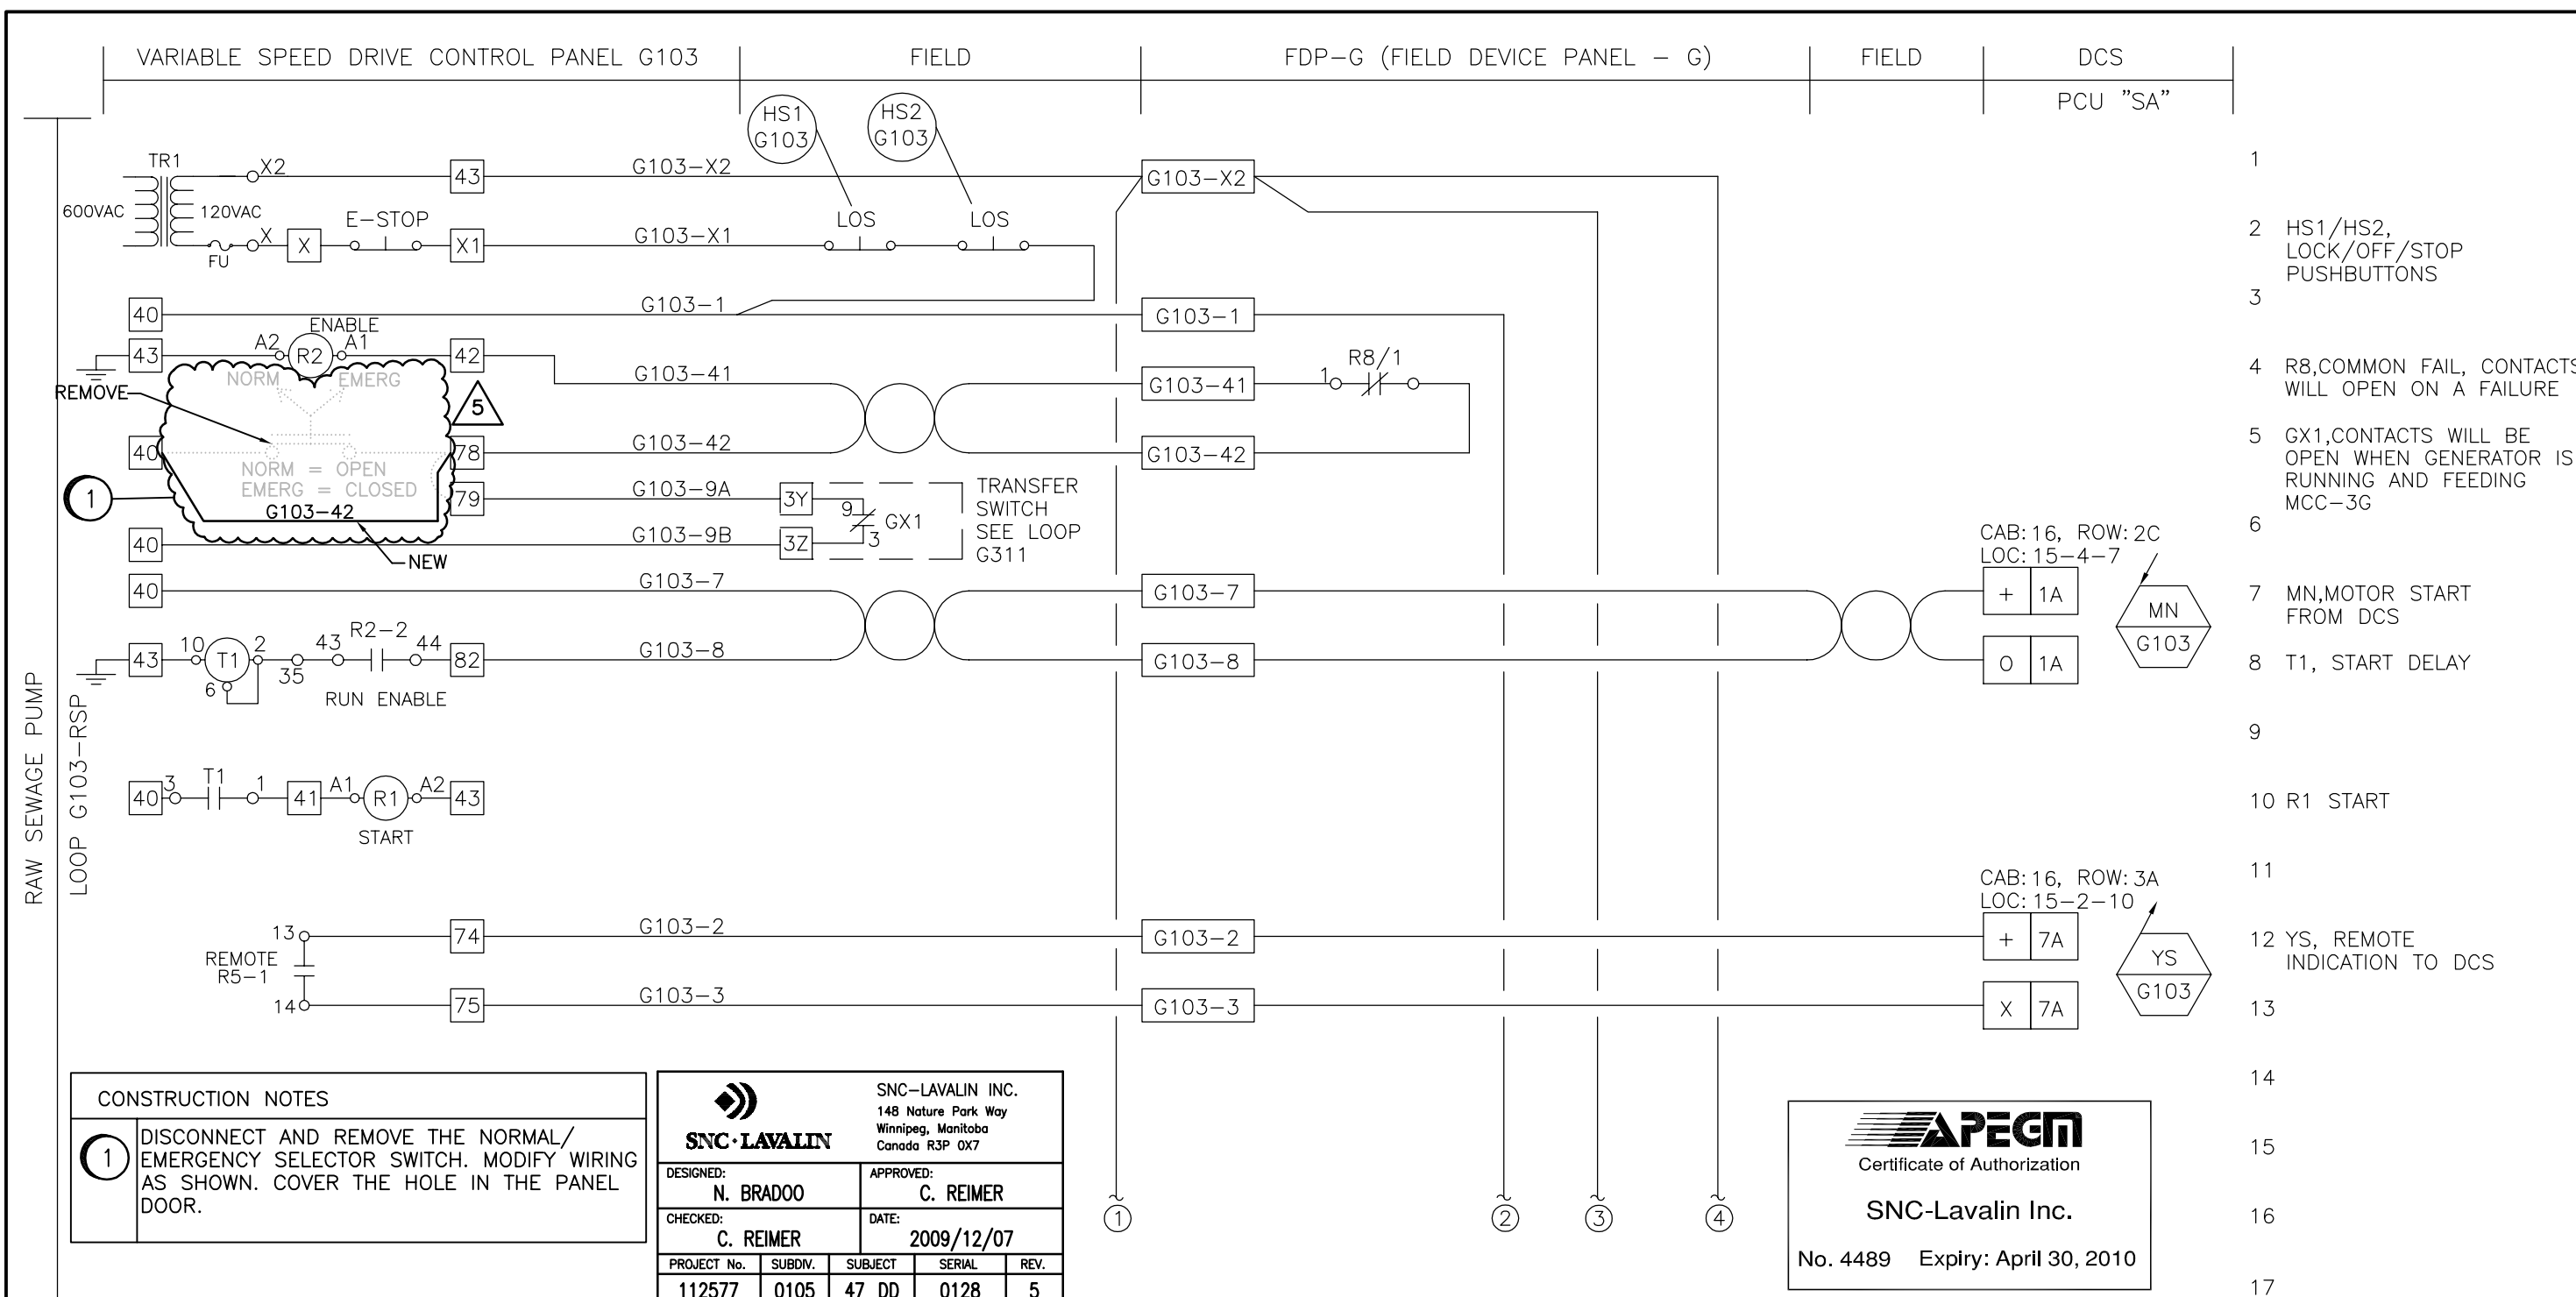 VARIABLE SPEED DRIVE CONTROL PANEL G103
FIELD
FDP-G (FIELD DEVICE PANEL - G)
FIELD
DCS
PCU "SA"
HS1
G103
HS2
G103
TR1
X2
43
G103-X2
G103-X2
1
600VAC
120VAC
X
FU
X
E-STOP
X1
G103-X1
LOS
LOS
2 HS1/HS2,
LOCK/OFF/STOP
PUSHBUTTONS
3
40
G103-1
G103-1
ENABLE
43
A2
R2
A1
42
REMOVE
NORM
EMERG
5
G103-41
G103-41
1
R8/1
4 R8,COMMON FAIL, CONTACTS
WILL OPEN ON A FAILURE
40
78
G103-42
G103-42
NORM = OPEN
EMERG = CLOSED
G103-42
NEW
1
79
G103-9A
3Y
9
GX1
3
TRANSFER
SWITCH
SEE LOOP
G311
5 GX1,CONTACTS WILL BE
OPEN WHEN GENERATOR IS
RUNNING AND FEEDING
MCC-3G
6
40
G103-9B
3Z
CAB:16, ROW:2C
LOC:15-4-7
40
G103-7
G103-7
+ 1A
MN
G103
7 MN,MOTOR START
FROM DCS
43
10
T1
2
6
35
43
R2-2
44
82
RUN ENABLE
G103-8
G103-8
O 1A
8 T1, START DELAY
9
RAW SEWAGE PUMP
LOOP G103-RSP
40
3
T1
1
41
A1
R1
A2
43
START
10 R1 START
11
CAB:16, ROW:3A
LOC:15-2-10
13
REMOTE
R5-1
14
74
G103-2
G103-2
+ 7A
YS
G103
12 YS, REMOTE
INDICATION TO DCS
75
G103-3
G103-3
X 7A
13
14
15
16
17
1
2
3
4
CONSTRUCTION NOTES
1
DISCONNECT AND REMOVE THE NORMAL/
EMERGENCY SELECTOR SWITCH. MODIFY WIRING
AS SHOWN. COVER THE HOLE IN THE PANEL
DOOR.
SNC·LAVALIN
SNC-LAVALIN INC.
148 Nature Park Way
Winnipeg, Manitoba
Canada R3P 0X7
DESIGNED:
N. BRADOO
APPROVED:
C. REIMER
CHECKED:
C. REIMER
DATE:
2009/12/07
PROJECT No. SUBDIV. SUBJECT SERIAL REV.
112577 0105 47 DD 0128 5
APEGM
Certificate of Authorization
SNC-Lavalin Inc.
No. 4489 Expiry: April 30, 2010